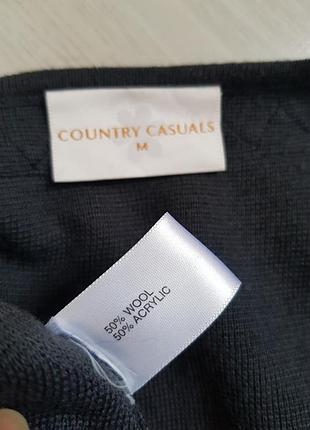 COUNTRY CASUALS
M
50% WOOL
50% ACRYLIC